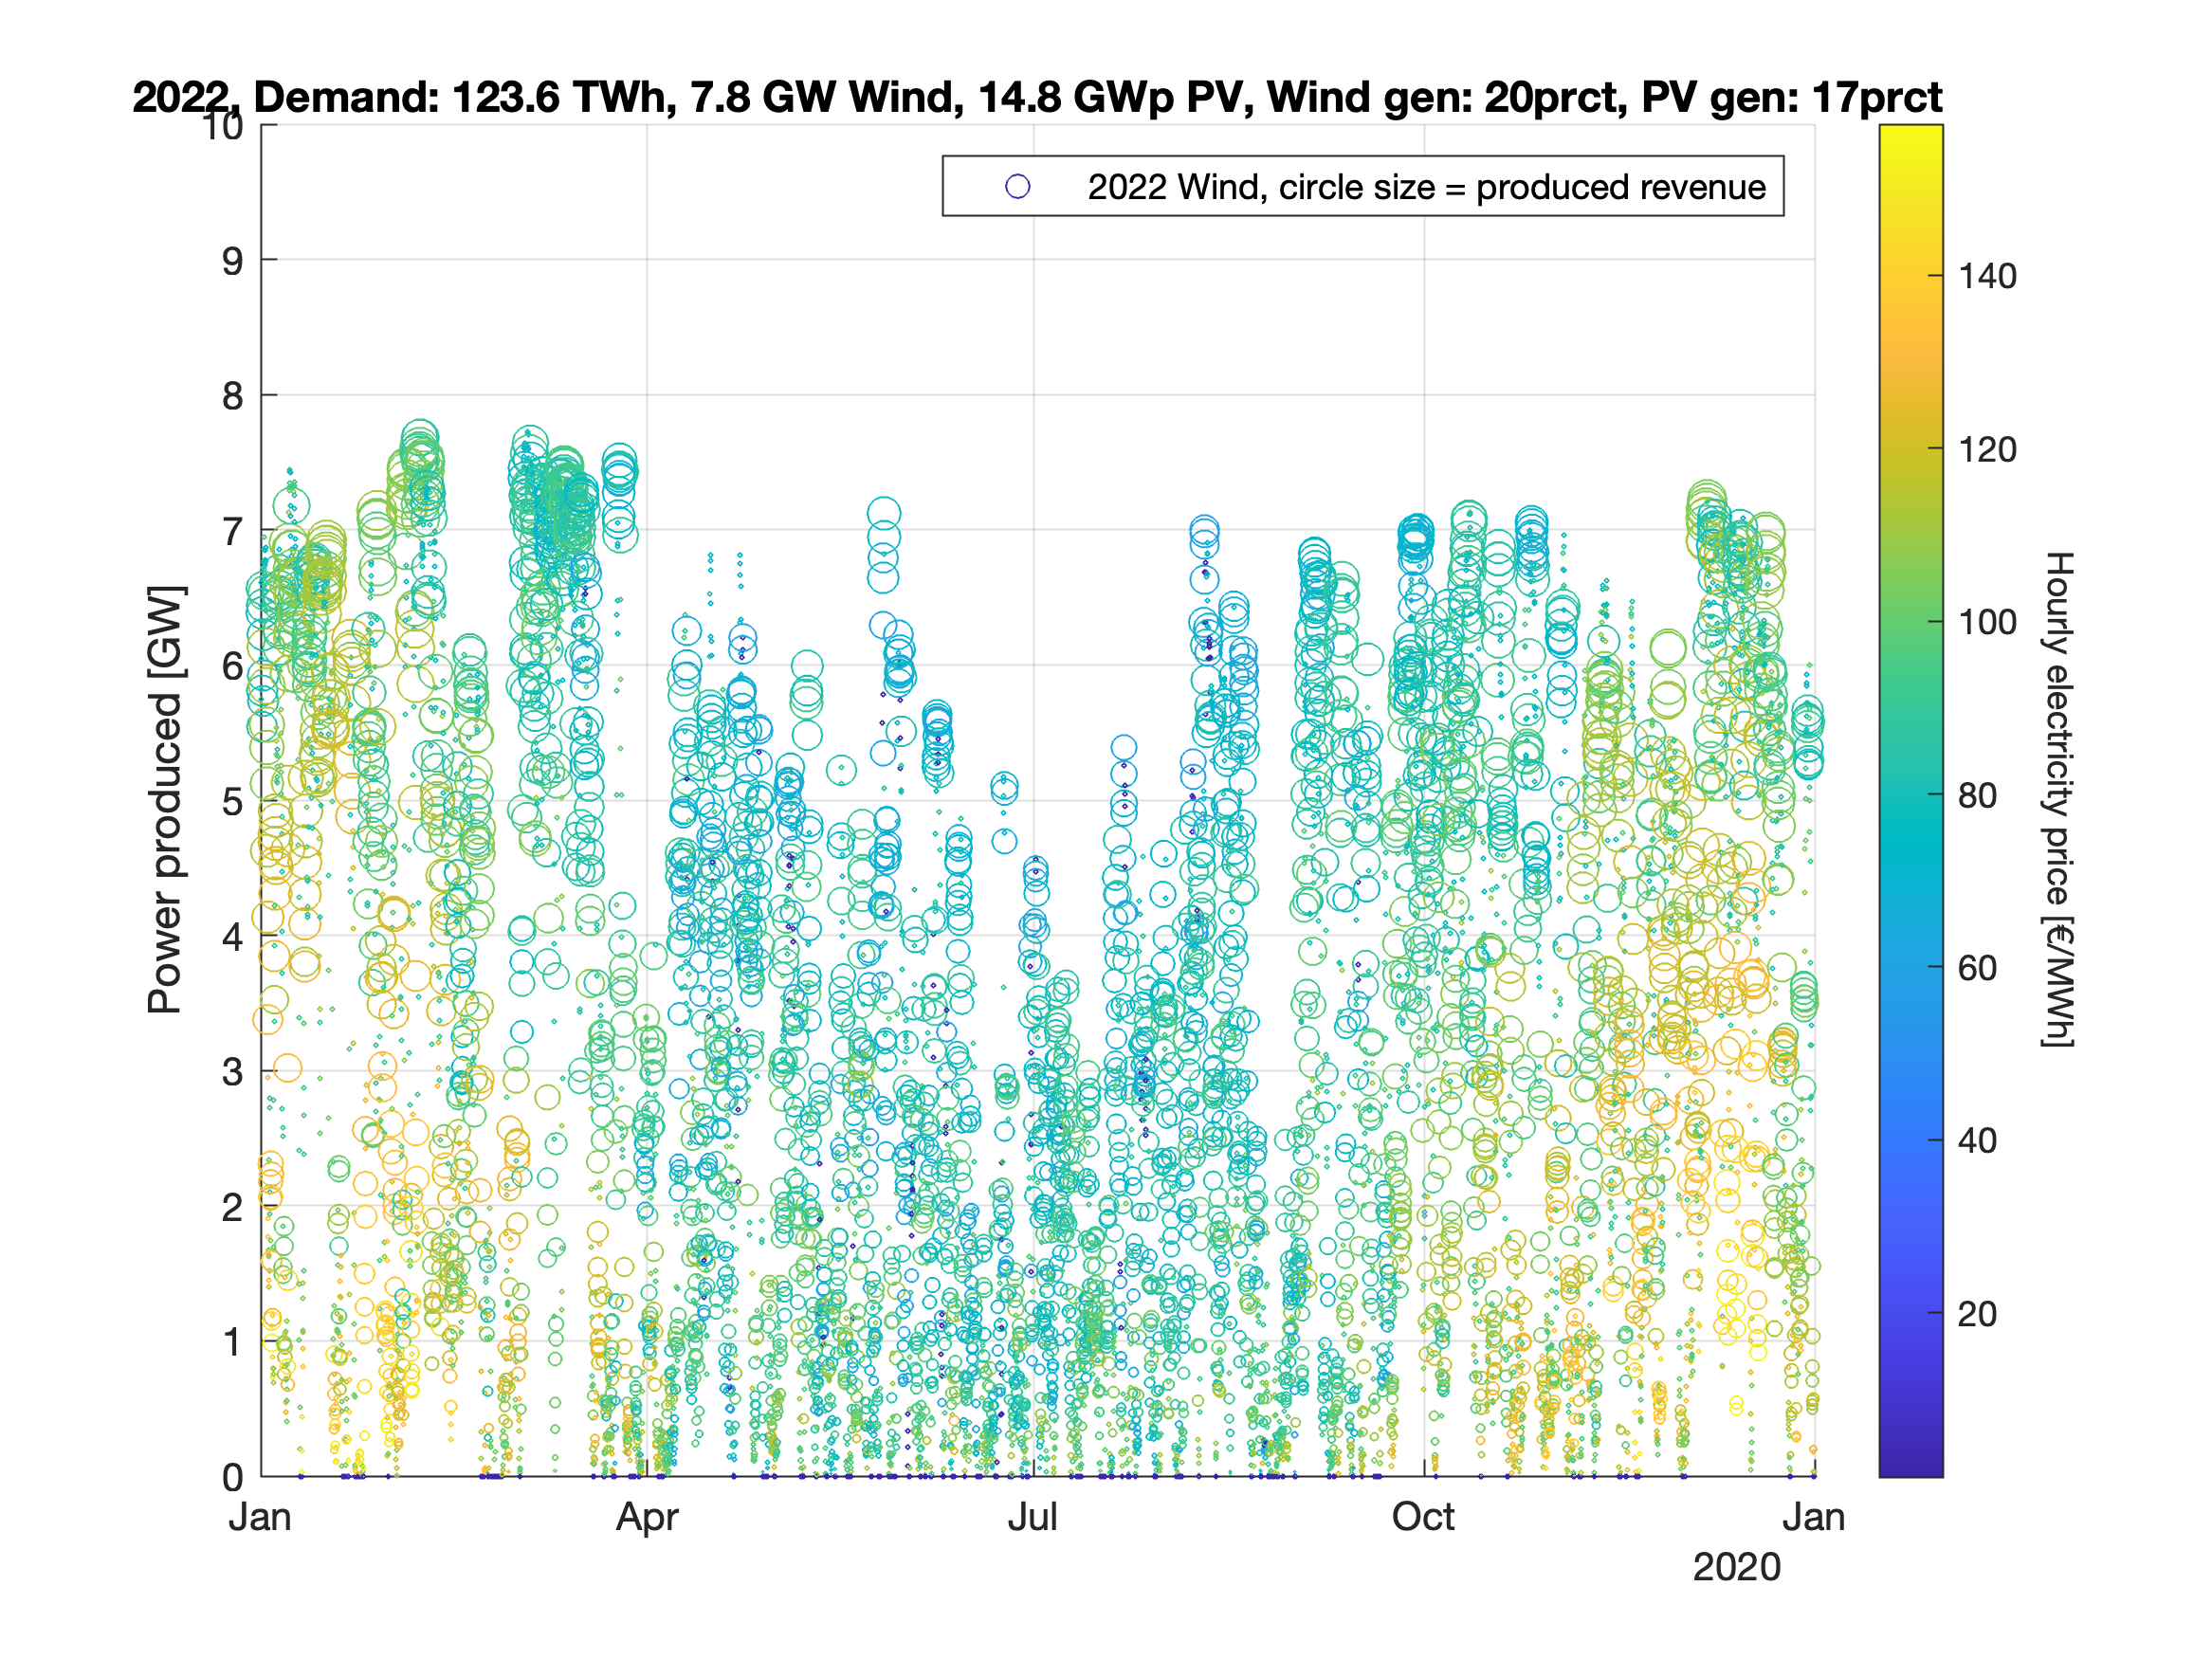 2022, Demand: 123.6 TWh, 7.8 GW Wind, 14.8 GWp PV, Wind gen: 20prct, PV gen: 17prct
2022 Wind, circle size = produced revenue
Power produced [GW]
10
9
8
7
6
5
4
3
2
1
0
Jan
Apr
Jul
Oct
Jan
2020
140
120
100
80
60
40
20
Hourly electricity price [€/MWh]